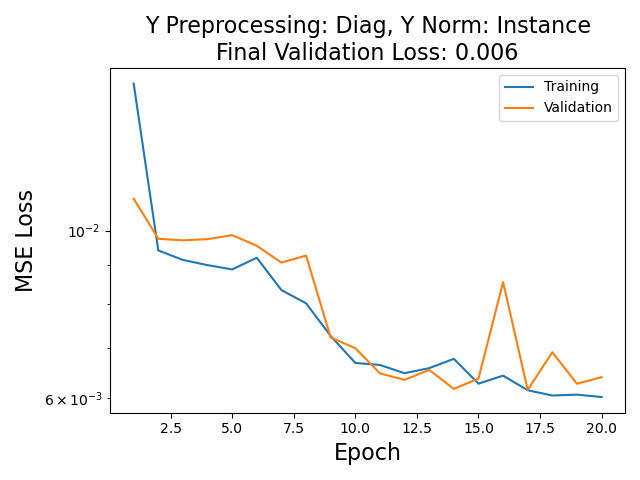 Y Preprocessing: Diag, Y Norm: Instance
Final Validation Loss: 0.006
Training
Validation
MSE Loss
10⁻²
6 × 10⁻³
2.5 5.0 7.5 10.0 12.5 15.0 17.5 20.0
Epoch